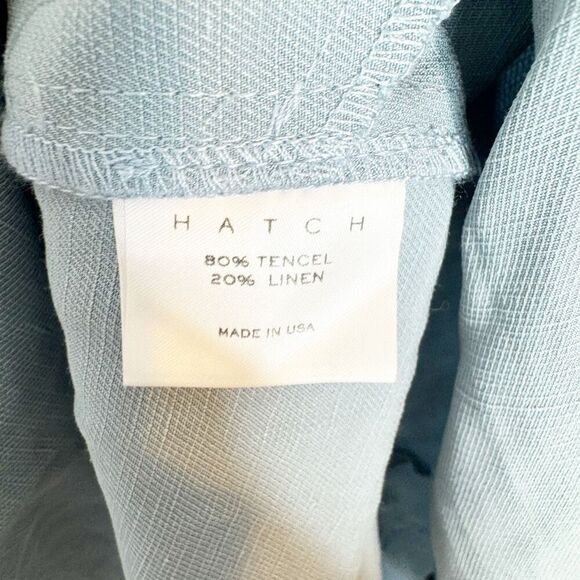 HATCH
80% TENCEL
20% LINEN
MADE IN USA